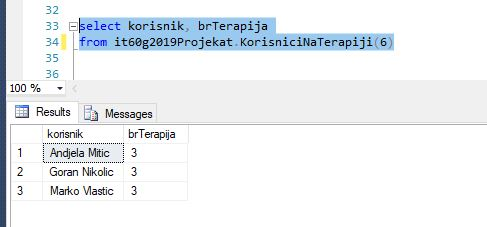 32
33 select korisnik, brTerapija
34 from it60g2019Projekat.KorisniciNaTerapiji(6)
35
36
100 %
Results Messages
korisnik brTerapija
1 Andjela Mitic 3
2 Goran Nikolic 3
3 Marko Vlastic 3